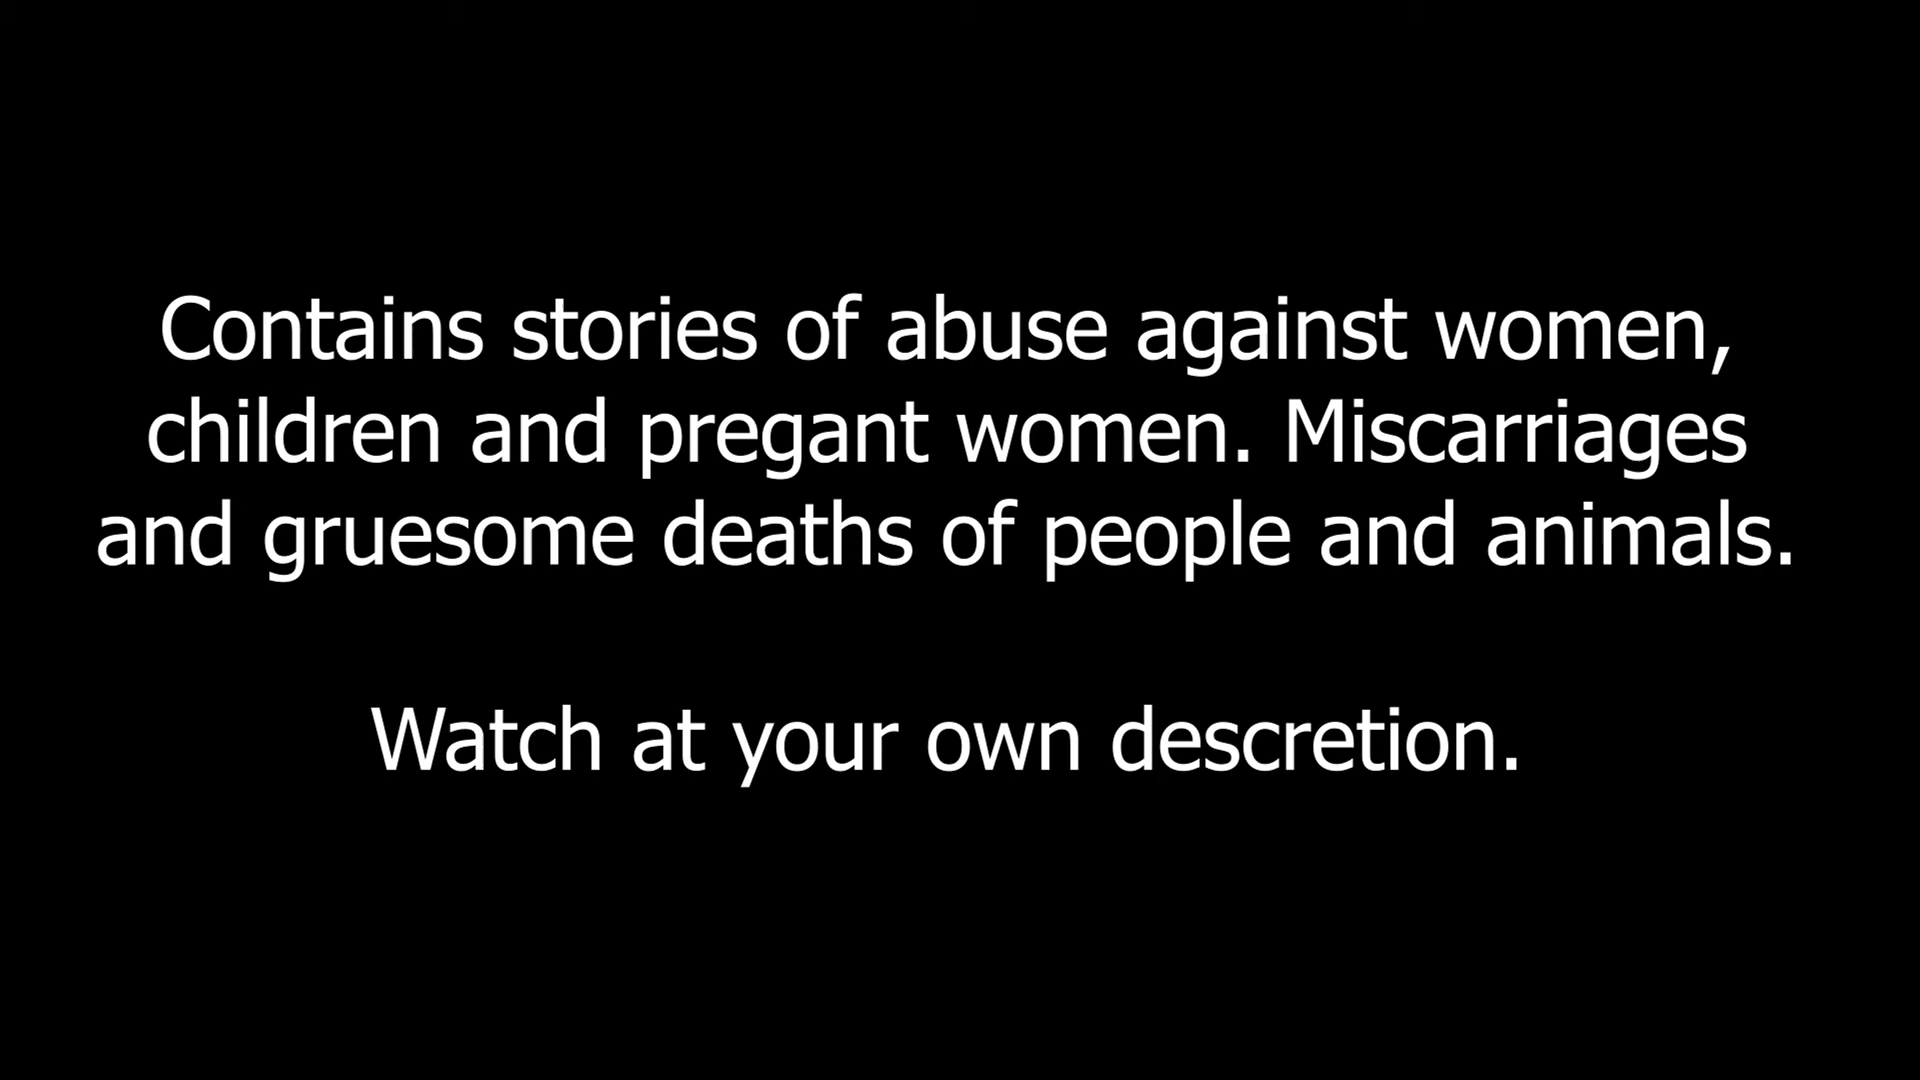 Contains stories of abuse against women,
children and pregant women. Miscarriages
and gruesome deaths of people and animals.
Watch at your own descretion.